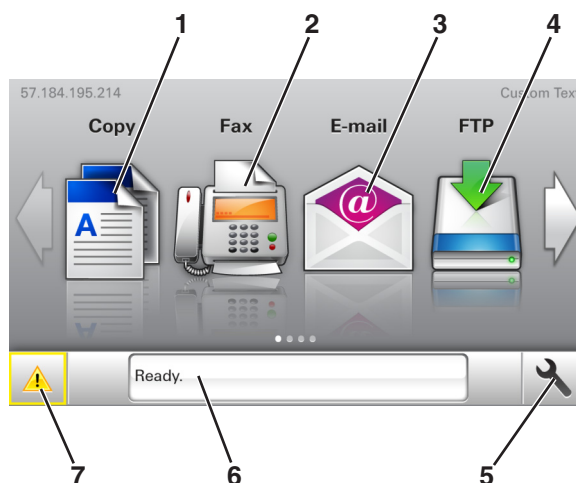 1 2 3 4
57.184.195.214 Custom Text
Copy Fax E-mail FTP
A
@
Ready.
7 6 5